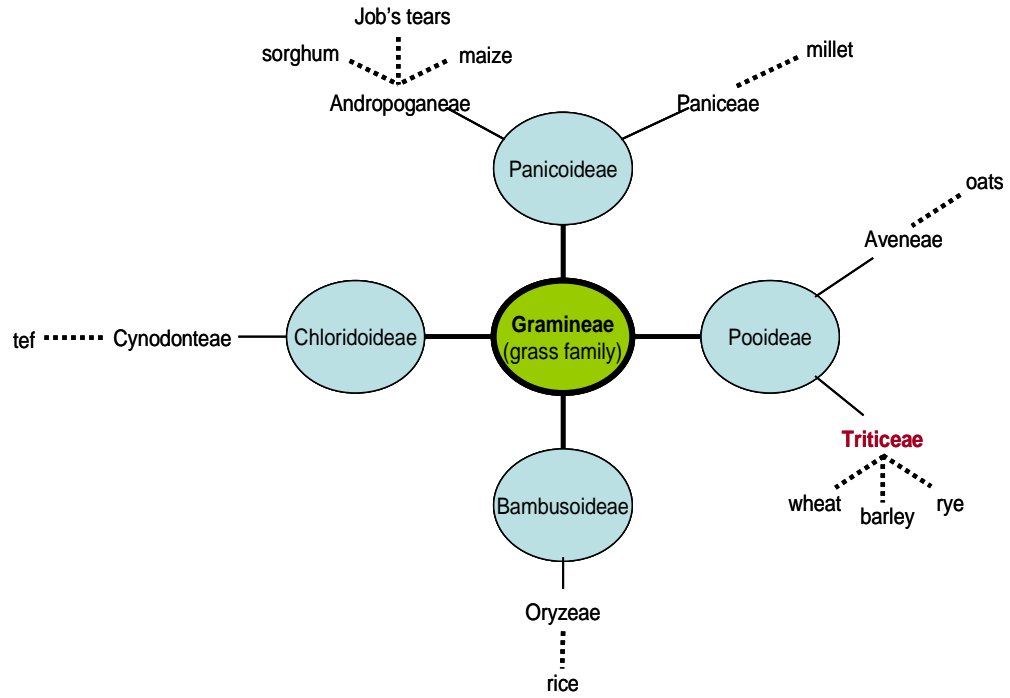 Job's tears
sorghum
maize
millet
Andropoganeae
Paniceae
Panicoideae
oats
Aveneae
Gramineae
(grass family)
tef
Cynodonteae
Chloridoideae
Pooideae
Triticeae
wheat
barley
rye
Bambusoideae
Oryzeae
rice